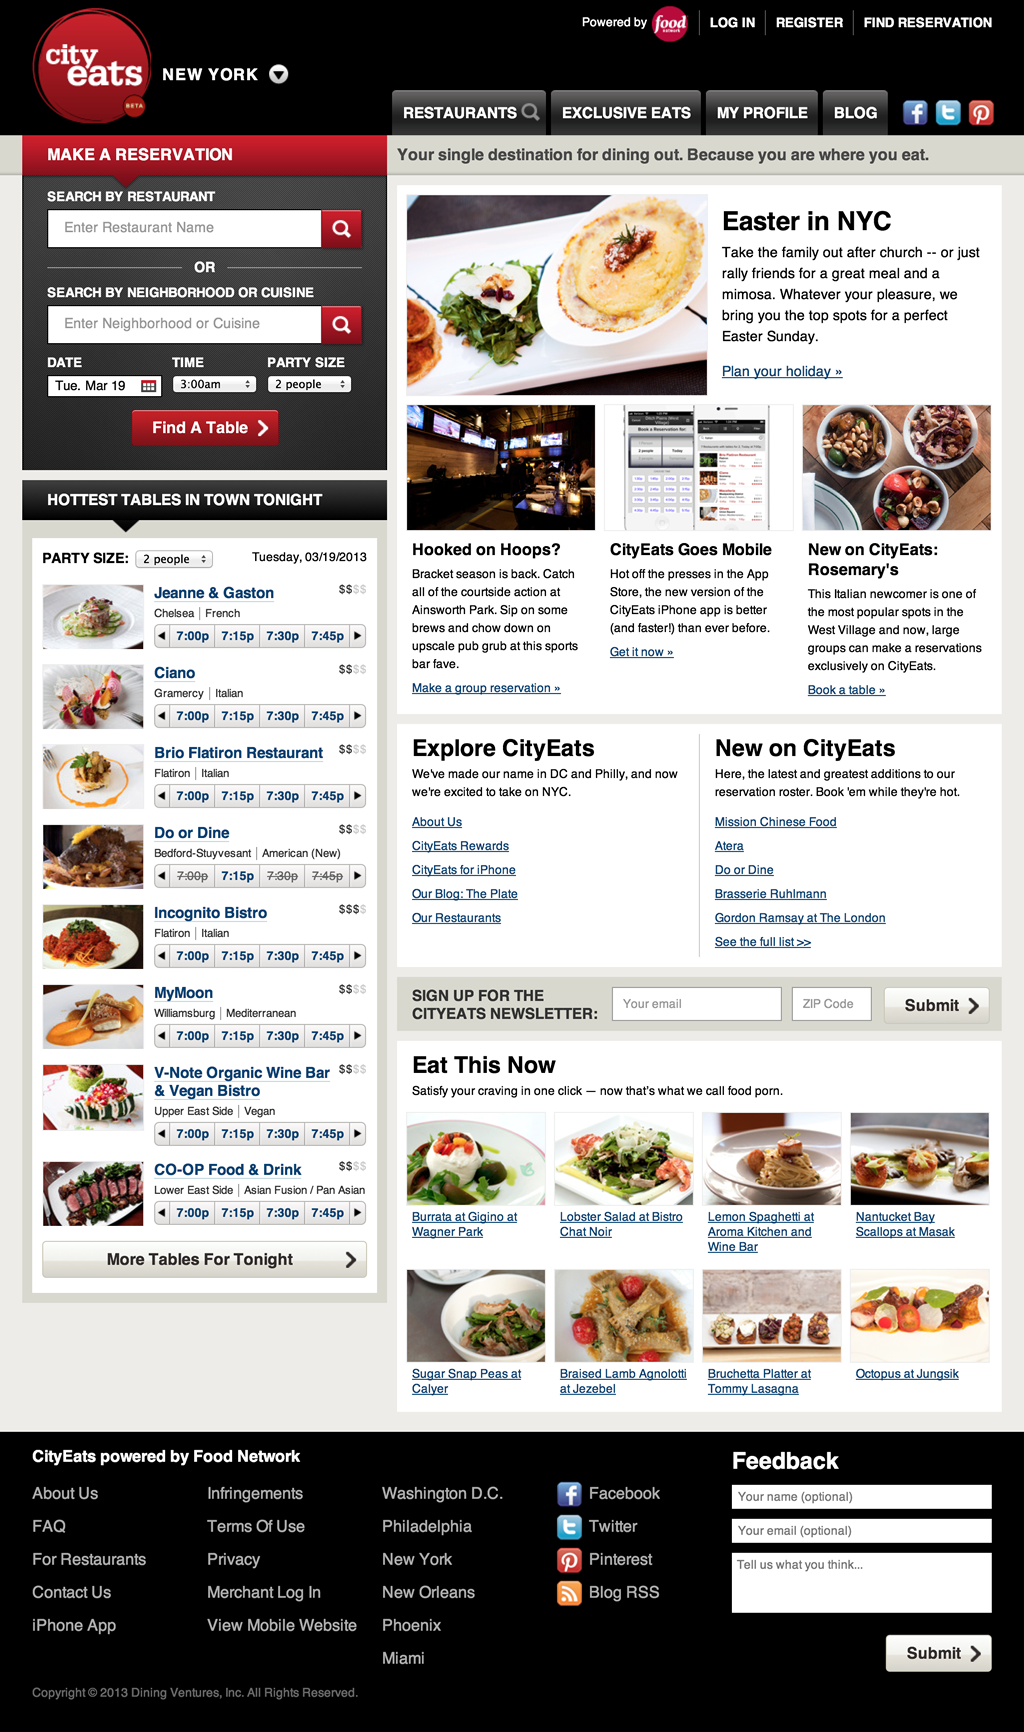 Powered by food network LOG IN REGISTER FIND RESERVATION
city eats BETA
NEW YORK
RESTAURANTS EXCLUSIVE EATS MY PROFILE BLOG
MAKE A RESERVATION
Your single destination for dining out. Because you are where you eat.
SEARCH BY RESTAURANT
Enter Restaurant Name
OR
SEARCH BY NEIGHBORHOOD OR CUISINE
Enter Neighborhood or Cuisine
DATE TIME PARTY SIZE
Tue. Mar 19 3:00am 2 people
Find A Table
HOTTEST TABLES IN TOWN TONIGHT
PARTY SIZE: 2 people Tuesday, 03/19/2013
Jeanne & Gaston $$$$
Chelsea | French
7:00p 7:15p 7:30p 7:45p
Ciano $$$$
Gramercy | Italian
7:00p 7:15p 7:30p 7:45p
Brio Flatiron Restaurant $$$$
Flatiron | Italian
7:00p 7:15p 7:30p 7:45p
Do or Dine $$$$
Bedford-Stuyvesant | American (New)
7:00p 7:15p 7:30p 7:45p
Incognito Bistro $$$$
Flatiron | Italian
7:00p 7:15p 7:30p 7:45p
MyMoon $$$$
Williamsburg | Mediterranean
7:00p 7:15p 7:30p 7:45p
V-Note Organic Wine Bar $$$$
& Vegan Bistro
Upper East Side | Vegan
7:00p 7:15p 7:30p 7:45p
CO-OP Food & Drink $$$$
Lower East Side | Asian Fusion / Pan Asian
7:00p 7:15p 7:30p 7:45p
More Tables For Tonight
Easter in NYC
Take the family out after church -- or just
rally friends for a great meal and a
mimosa. Whatever your pleasure, we
bring you the top spots for a perfect
Easter Sunday.
Plan your holiday »
Book a Reservation for:
2 people Today
Hooked on Hoops?
Bracket season is back. Catch
all of the courtside action at
Ainsworth Park. Sip on some
brews and chow down on
upscale pub grub at this sports
bar fave.
Make a group reservation »
CityEats Goes Mobile
Hot off the presses in the App
Store, the new version of the
CityEats iPhone app is better
(and faster!) than ever before.
Get it now »
New on CityEats:
Rosemary's
This Italian newcomer is one of
the most popular spots in the
West Village and now, large
groups can make a reservations
exclusively on CityEats.
Book a table »
Explore CityEats
We've made our name in DC and Philly, and now
we're excited to take on NYC.
About Us
CityEats Rewards
CityEats for iPhone
Our Blog: The Plate
Our Restaurants
New on CityEats
Here, the latest and greatest additions to our
reservation roster. Book 'em while they're hot.
Mission Chinese Food
Atera
Do or Dine
Brasserie Ruhlmann
Gordon Ramsay at The London
See the full list >>
SIGN UP FOR THE
CITYEATS NEWSLETTER:
Your email ZIP Code Submit
Eat This Now
Satisfy your craving in one click — now that's what we call food porn.
Burrata at Gigino at
Wagner Park
Lobster Salad at Bistro
Chat Noir
Lemon Spaghetti at
Aroma Kitchen and
Wine Bar
Nantucket Bay
Scallops at Masak
Sugar Snap Peas at
Calyer
Braised Lamb Agnolotti
at Jezebel
Bruchetta Platter at
Tommy Lasagna
Octopus at Jungsik
CityEats powered by Food Network
About Us
FAQ
For Restaurants
Contact Us
iPhone App
Infringements
Terms Of Use
Privacy
Merchant Log In
View Mobile Website
Washington D.C.
Philadelphia
New York
New Orleans
Phoenix
Miami
Facebook
Twitter
Pinterest
Blog RSS
Feedback
Your name (optional)
Your email (optional)
Tell us what you think...
Submit
Copyright © 2013 Dining Ventures, Inc. All Rights Reserved.